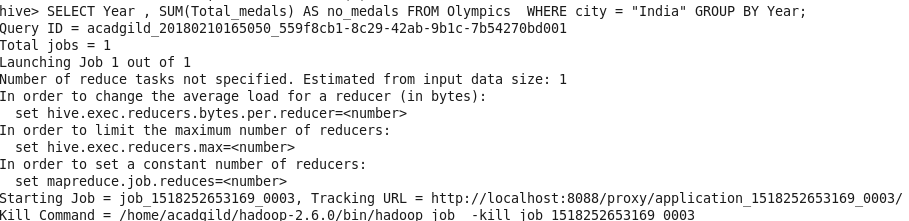 hive> SELECT Year , SUM(Total_medals) AS no_medals FROM Olympics  WHERE city = "India" GROUP BY Year;
Query ID = acadgild_20180210165050_559f8cb1-8c29-42ab-9b1c-7b54270bd001
Total jobs = 1
Launching Job 1 out of 1
Number of reduce tasks not specified. Estimated from input data size: 1
In order to change the average load for a reducer (in bytes):
  set hive.exec.reducers.bytes.per.reducer=<number>
In order to limit the maximum number of reducers:
  set hive.exec.reducers.max=<number>
In order to set a constant number of reducers:
  set mapreduce.job.reduces=<number>
Starting Job = job_1518252653169_0003, Tracking URL = http://localhost:8088/proxy/application_1518252653169_0003/
Kill Command = /home/acadgild/hadoop-2.6.0/bin/hadoop job  -kill job_1518252653169_0003